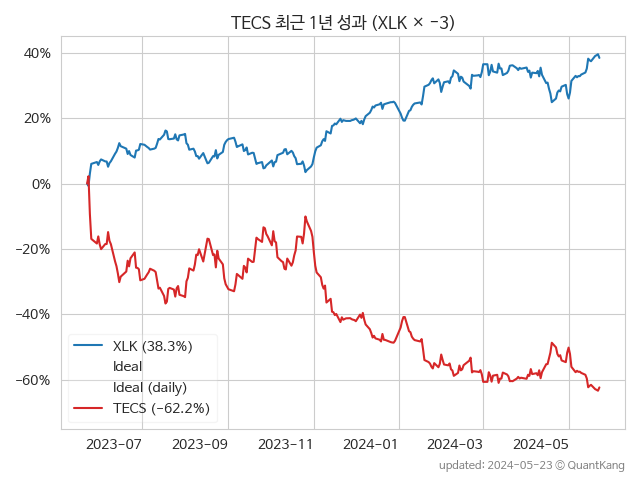 TECS 최근 1년 성과 (XLK × −3)
40%
20%
0%
−20%
−40%
−60%
XLK (38.3%)
Ideal
Ideal (daily)
TECS (−62.2%)
2023-07
2023-09
2023-11
2024-01
2024-03
2024-05
updated: 2024-05-23 © QuantKang